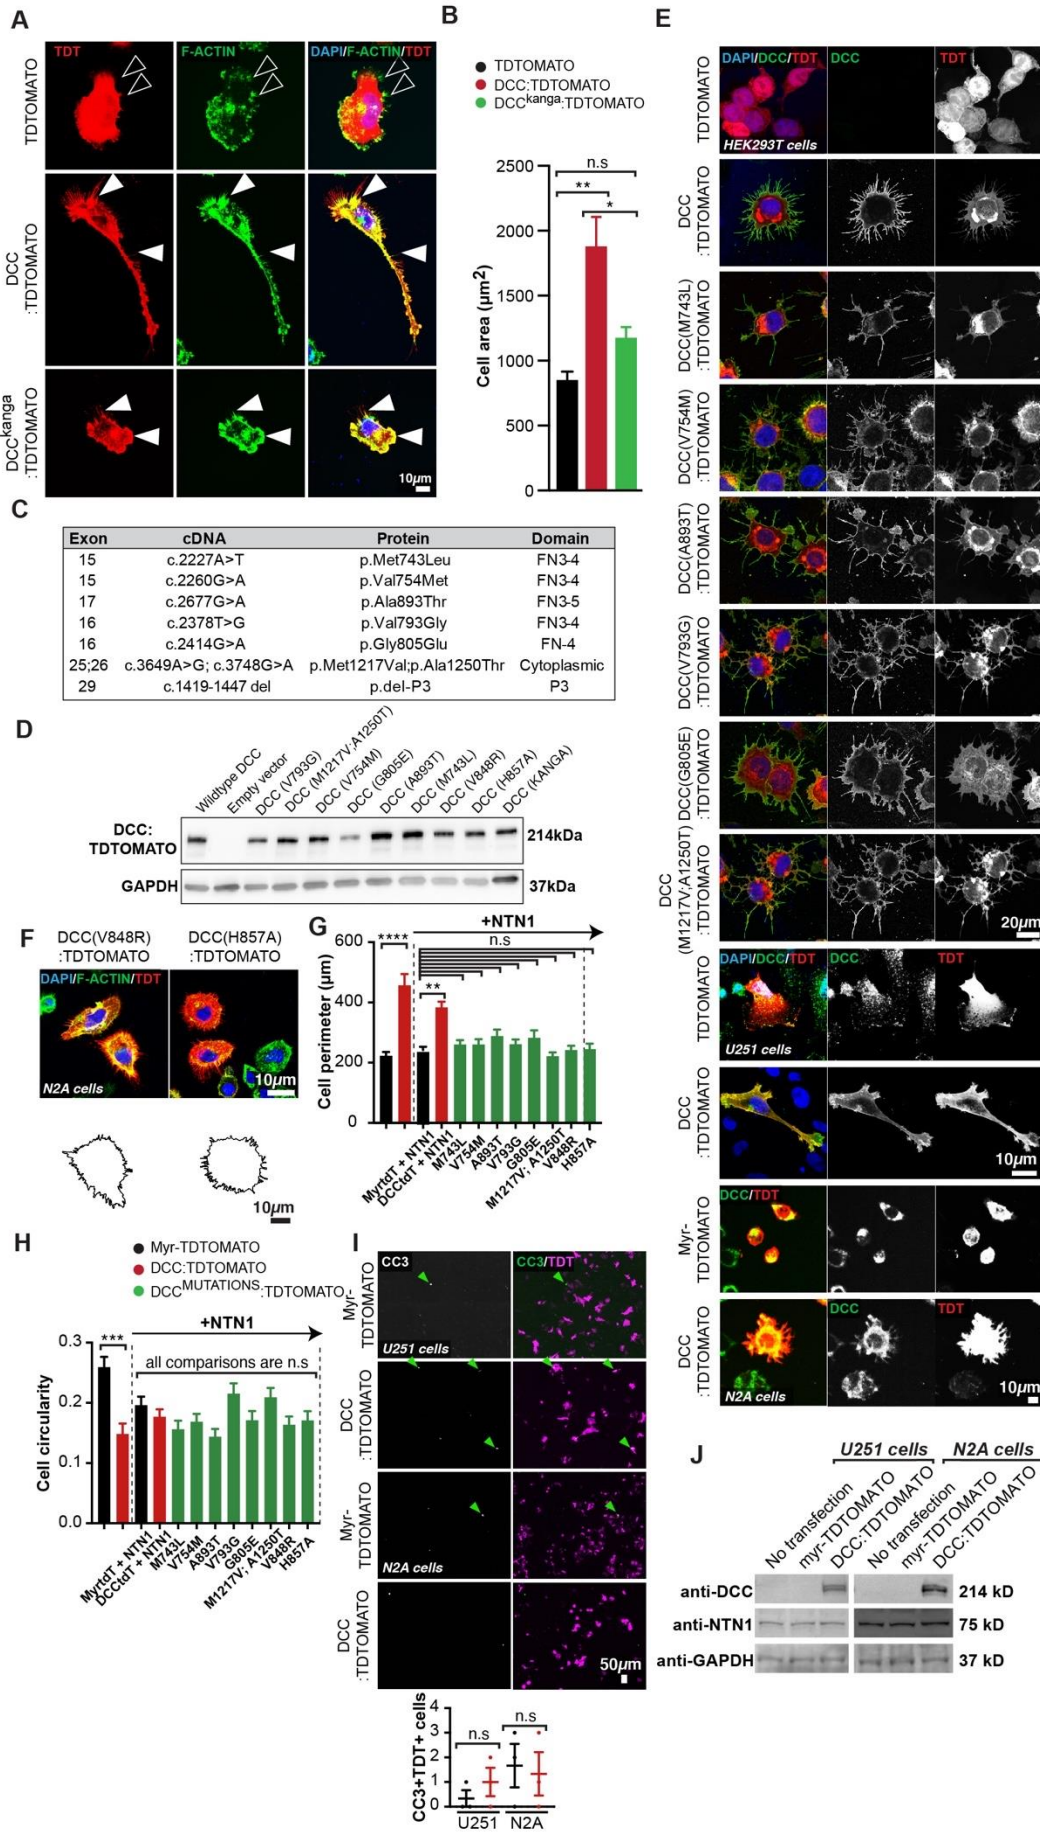 A
TDT
F-ACTIN
DAPI/F-ACTIN/TDT
TDTOMATO
DCC
:TDTOMATO
DCCkanga
:TDTOMATO
10µm
B
TDTOMATO
DCC:TDTOMATO
DCCkanga:TDTOMATO
n.s
**
*
Cell area (µm2)
2500
2000
1500
1000
500
0
C
Exon cDNA Protein Domain
15 c.2227A>T p.Met743Leu FN3-4
15 c.2260G>A p.Val754Met FN3-4
17 c.2677G>A p.Ala893Thr FN3-5
16 c.2378T>G p.Val793Gly FN3-4
16 c.2414G>A p.Gly805Glu FN-4
25;26 c.3649A>G; c.3748G>A p.Met1217Val;p.Ala1250Thr Cytoplasmic
29 c.1419-1447 del p.del-P3 P3
D
Wildtype DCC
Empty vector
DCC (V793G)
DCC (M1217V;A1250T)
DCC (V754M)
DCC (G805E)
DCC (A893T)
DCC (M743L)
DCC (V848R)
DCC (H857A)
DCC (KANGA)
DCC:
TDTOMATO
214kDa
GAPDH
37kDa
E
DAPI/DCC/TDT
DCC
TDT
TDTOMATO
HEK293T cells
DCC
:TDTOMATO
DCC(M743L)
:TDTOMATO
DCC(V754M)
:TDTOMATO
DCC(A893T)
:TDTOMATO
DCC(V793G)
:TDTOMATO
DCC(G805E)
:TDTOMATO
DCC
(M1217V;A1250T)
:TDTOMATO
20µm
DAPI/DCC/TDT
DCC
TDT
TDTOMATO
U251 cells
DCC
:TDTOMATO
10µm
DCC/TDT
Myr-
TDTOMATO
DCC
TDT
DCC
:TDTOMATO
N2A cells
10µm
F
DCC(V848R)
:TDTOMATO
DCC(H857A)
:TDTOMATO
DAPI/F-ACTIN/TDT
N2A cells
10µm
10µm
G
+NTN1
n.s
****
**
Cell perimeter (µm)
600
400
200
0
MyrtdT + NTN1
DCCtdT + NTN1
M743L
V754M
A893T
V793G
G805E
M1217V; A1250T
V848R
H857A
H
Myr-TDTOMATO
DCC:TDTOMATO
DCCMUTATIONS:TDTOMATO
+NTN1
***
all comparisons are n.s
Cell circularity
0.3
0.2
0.1
0.0
MyrtdT + NTN1
DCCtdT + NTN1
M743L
V754M
A893T
V793G
G805E
M1217V; A1250T
V848R
H857A
I
CC3
CC3/TDT
Myr-
TDTOMATO
U251 cells
DCC
:TDTOMATO
Myr-
TDTOMATO
N2A cells
DCC
:TDTOMATO
50µm
CC3+TDT+ cells
4
3
2
1
0
n.s
n.s
U251
N2A
J
U251 cells
N2A cells
No transfection
myr-TDTOMATO
DCC:TDTOMATO
No transfection
myr-TDTOMATO
DCC:TDTOMATO
anti-DCC
214 kD
anti-NTN1
75 kD
anti-GAPDH
37 kD